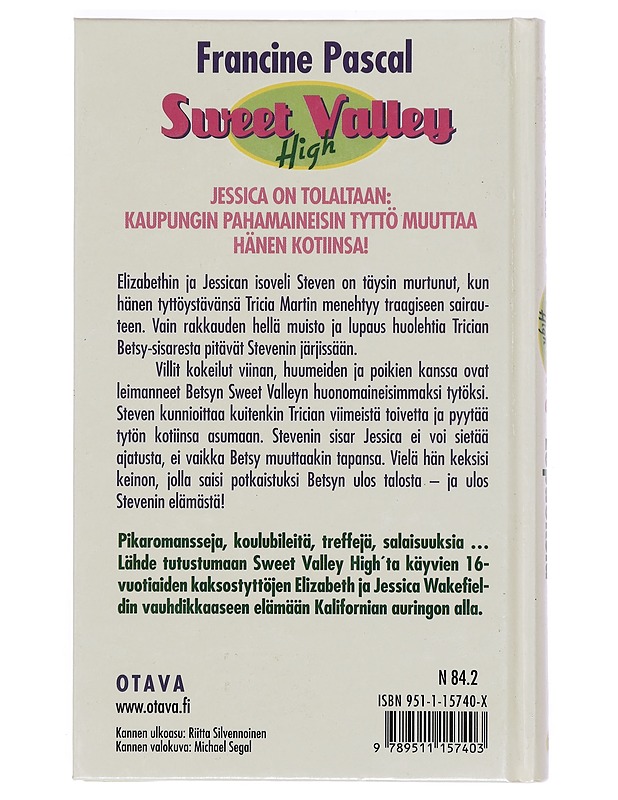 Francine Pascal
Sweet Valley
High
JESSICA ON TOLALTAAN:
KAUPUNGIN PAHAMAINEISIN TYTTÖ MUUTTAA
HÄNEN KOTIINSA!
Elizabethin ja Jessican isoveli Steven on täysin murtunut, kun
hänen tyttöystävänsä Tricia Martin menehtyy traagiseen sairau-
teen. Vain rakkauden hellä muisto ja lupaus huolehtia Trician
Betsy-sisaresta pitävät Stevenin järjissään.
Villit kokeilut viinan, huumeiden ja poikien kanssa ovat
leimanneet Betsyn Sweet Valleyn huonomaineisimmaksi tytöksi.
Steven kunnioittaa kuitenkin Trician viimeistä toivetta ja pyytää
tytön kotiinsa asumaan. Stevenin sisar Jessica ei voi sietää
ajatusta, ei vaikka Betsy muuttaakin tapansa. Vielä hän keksisi
keinon, jolla saisi potkaistuksi Betsyn ulos talosta – ja ulos
Stevenin elämästä!
Pikaromansseja, koulubileitä, treffejä, salaisuuksia ...
Lähde tutustumaan Sweet Valley High´ta käyvien 16-
vuotiaiden kaksostyttöjen Elizabeth ja Jessica Wakefiel-
din vauhdikkaaseen elämään Kalifornian auringon alla.
OTAVA
www.otava.fi
Kannen ulkoasu: Riitta Silvennoinen
Kannen valokuva: Michael Segal
N 84.2
ISBN 951-1-15740-X
9 789511 157403